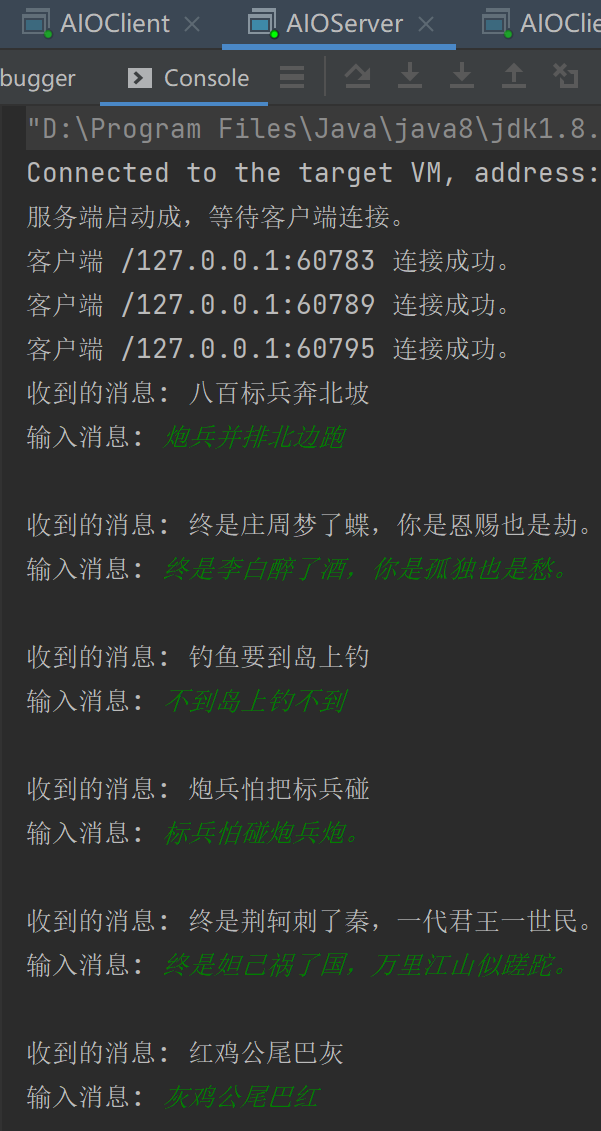 AIOClient AIOServer AIOClie
bugger Console
"D:\Program Files\Java\java8\jdk1.8.
Connected to the target VM, address:
服务端启动成，等待客户端连接。
客户端 /127.0.0.1:60783 连接成功。
客户端 /127.0.0.1:60789 连接成功。
客户端 /127.0.0.1:60795 连接成功。
收到的消息: 八百标兵奔北坡
输入消息: 炮兵并排北边跑
收到的消息: 终是庄周梦了蝶，你是恩赐也是劫。
输入消息: 终是李白醉了酒，你是孤独也是愁。
收到的消息: 钓鱼要到岛上钓
输入消息: 不到岛上钓不到
收到的消息: 炮兵怕把标兵碰
输入消息: 标兵怕碰炮兵炮。
收到的消息: 终是荆轲刺了秦，一代君王一世民。
输入消息: 终是妲己祸了国，万里江山似蹉跎。
收到的消息: 红鸡公尾巴灰
输入消息: 灰鸡公尾巴红